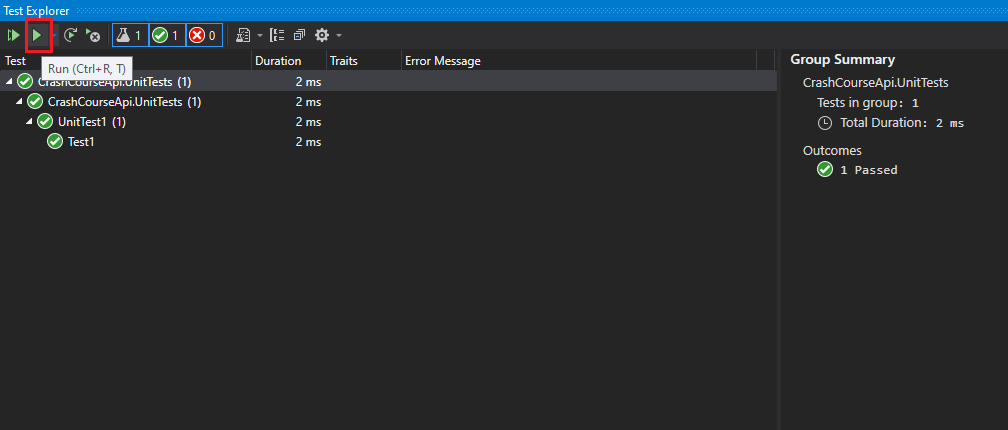 Test Explorer
1 1 0
Run (Ctrl+R, T)
Test Duration Traits Error Message
CrashCourseApi.UnitTests (1) 2 ms
CrashCourseApi.UnitTests (1) 2 ms
UnitTest1 (1) 2 ms
Test1 2 ms
Group Summary
CrashCourseApi.UnitTests
Tests in group: 1
Total Duration: 2 ms
Outcomes
1 Passed